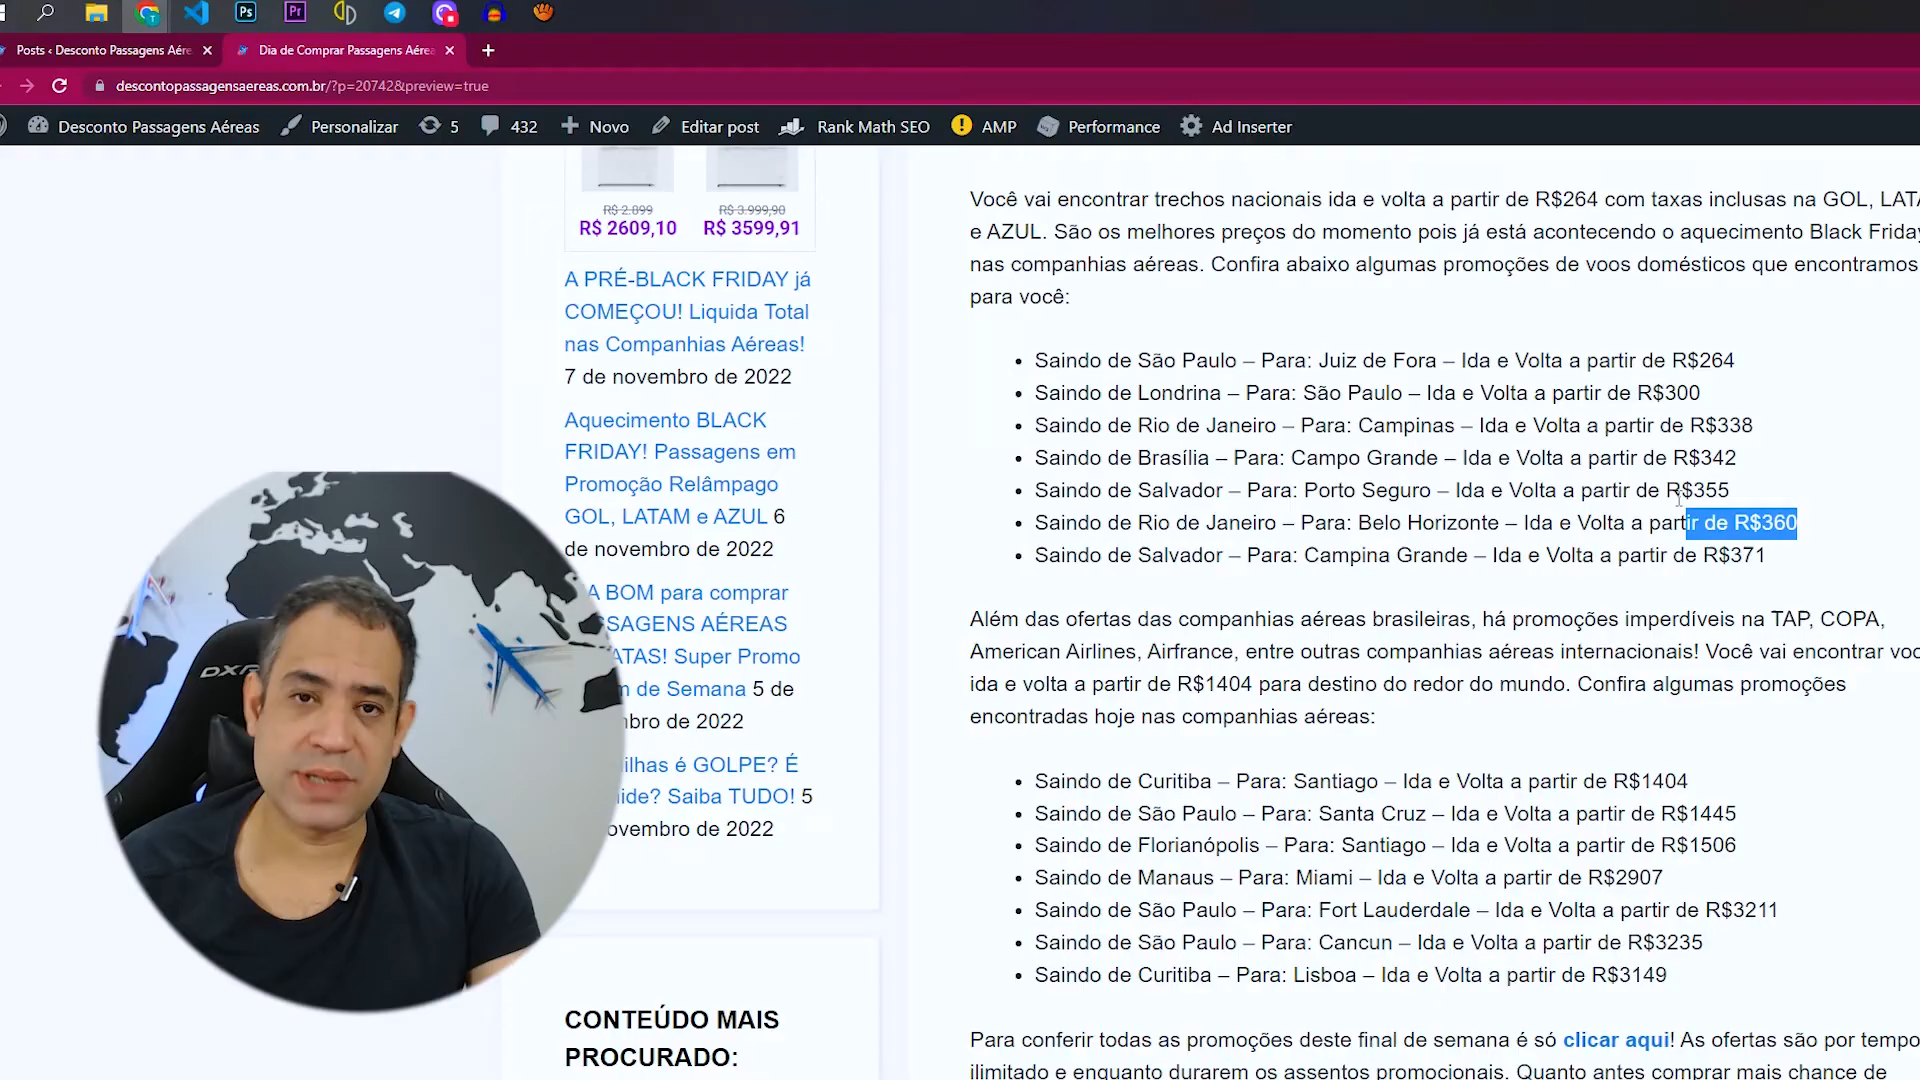 Ps
Pr
Posts ‹ Desconto Passagens Aére
Dia de Comprar Passagens Aérea
descontopassagensaereas.com.br/?p=20742&preview=true
Desconto Passagens Aéreas
Personalizar
5
432
Novo
Editar post
Rank Math SEO
AMP
Performance
Ad Inserter
R$ 2.899
R$ 3.999,90
R$ 2609,10
R$ 3599,91
A PRÉ-BLACK FRIDAY já
COMEÇOU! Liquida Total
nas Companhias Aéreas!
7 de novembro de 2022
Aquecimento BLACK
FRIDAY! Passagens em
Promoção Relâmpago
GOL, LATAM e AZUL 6
de novembro de 2022
A BOM para comprar
SSAGENS AÉREAS
ATAS! Super Promo
m de Semana 5 de
mbro de 2022
ilhas é GOLPE? É
ide? Saiba TUDO! 5
ovembro de 2022
CONTEÚDO MAIS
PROCURADO:
DXR
Você vai encontrar trechos nacionais ida e volta a partir de R$264 com taxas inclusas na GOL, LATA
e AZUL. São os melhores preços do momento pois já está acontecendo o aquecimento Black Friday
nas companhias aéreas. Confira abaixo algumas promoções de voos domésticos que encontramos
para você:
• Saindo de São Paulo – Para: Juiz de Fora – Ida e Volta a partir de R$264
• Saindo de Londrina – Para: São Paulo – Ida e Volta a partir de R$300
• Saindo de Rio de Janeiro – Para: Campinas – Ida e Volta a partir de R$338
• Saindo de Brasília – Para: Campo Grande – Ida e Volta a partir de R$342
• Saindo de Salvador – Para: Porto Seguro – Ida e Volta a partir de R$355
• Saindo de Rio de Janeiro – Para: Belo Horizonte – Ida e Volta a partir de R$360
• Saindo de Salvador – Para: Campina Grande – Ida e Volta a partir de R$371
Além das ofertas das companhias aéreas brasileiras, há promoções imperdíveis na TAP, COPA,
American Airlines, Airfrance, entre outras companhias aéreas internacionais! Você vai encontrar voo
ida e volta a partir de R$1404 para destino do redor do mundo. Confira algumas promoções
encontradas hoje nas companhias aéreas:
• Saindo de Curitiba – Para: Santiago – Ida e Volta a partir de R$1404
• Saindo de São Paulo – Para: Santa Cruz – Ida e Volta a partir de R$1445
• Saindo de Florianópolis – Para: Santiago – Ida e Volta a partir de R$1506
• Saindo de Manaus – Para: Miami – Ida e Volta a partir de R$2907
• Saindo de São Paulo – Para: Fort Lauderdale – Ida e Volta a partir de R$3211
• Saindo de São Paulo – Para: Cancun – Ida e Volta a partir de R$3235
• Saindo de Curitiba – Para: Lisboa – Ida e Volta a partir de R$3149
Para conferir todas as promoções deste final de semana é só clicar aqui! As ofertas são por tempo
ilimitado e enquanto durarem os assentos promocionais. Quanto antes comprar mais chance de